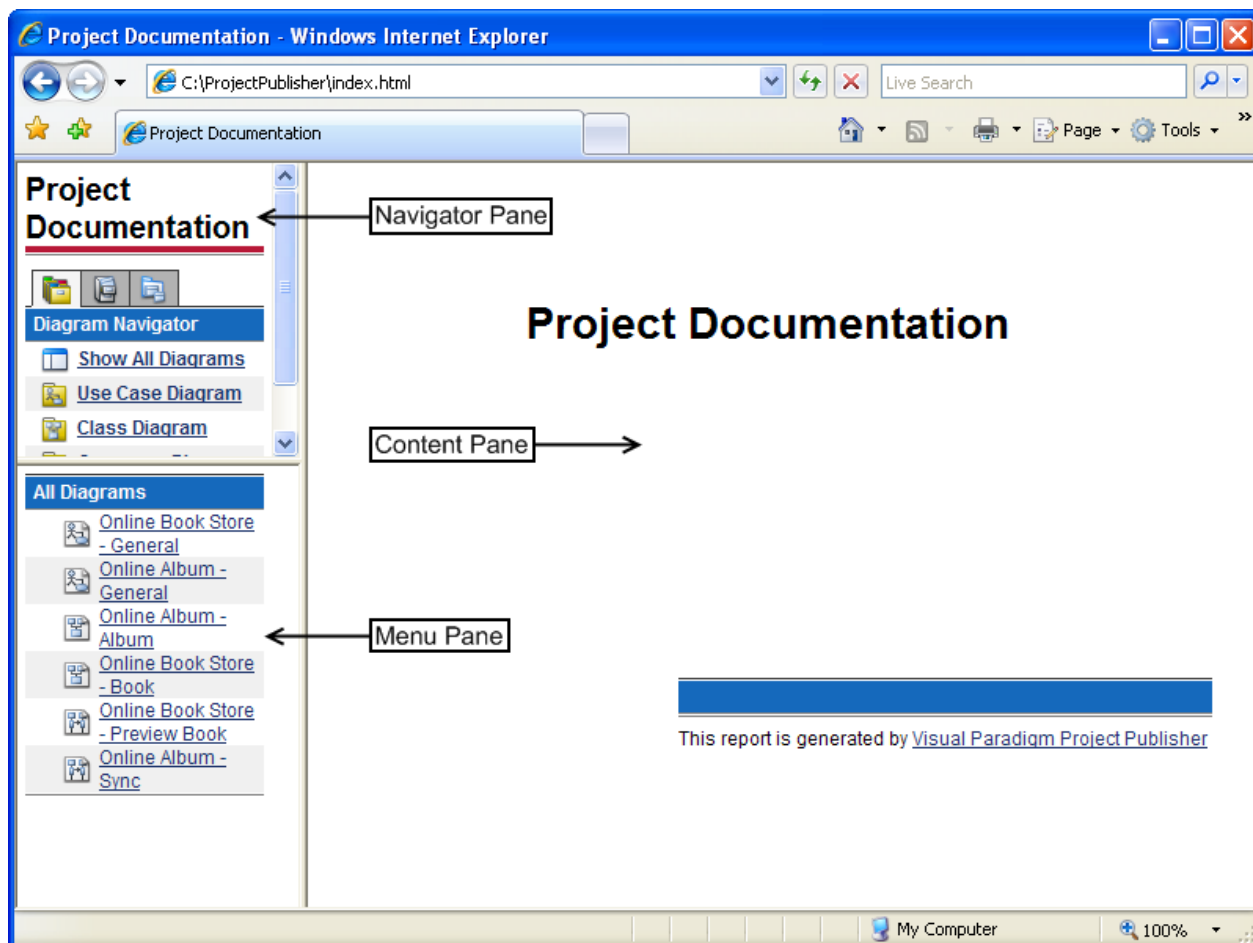 Project Documentation - Windows Internet Explorer
C:\ProjectPublisher\index.html
Live Search
Project Documentation
Page
Tools
»
Project
Documentation
Navigator Pane
Diagram Navigator
Show All Diagrams
Use Case Diagram
Class Diagram
Project Documentation
Content Pane
All Diagrams
Online Book Store
- General
Online Album -
General
Online Album -
Album
Online Book Store
- Book
Online Book Store
- Preview Book
Online Album -
Sync
Menu Pane
This report is generated by Visual Paradigm Project Publisher
My Computer
100%